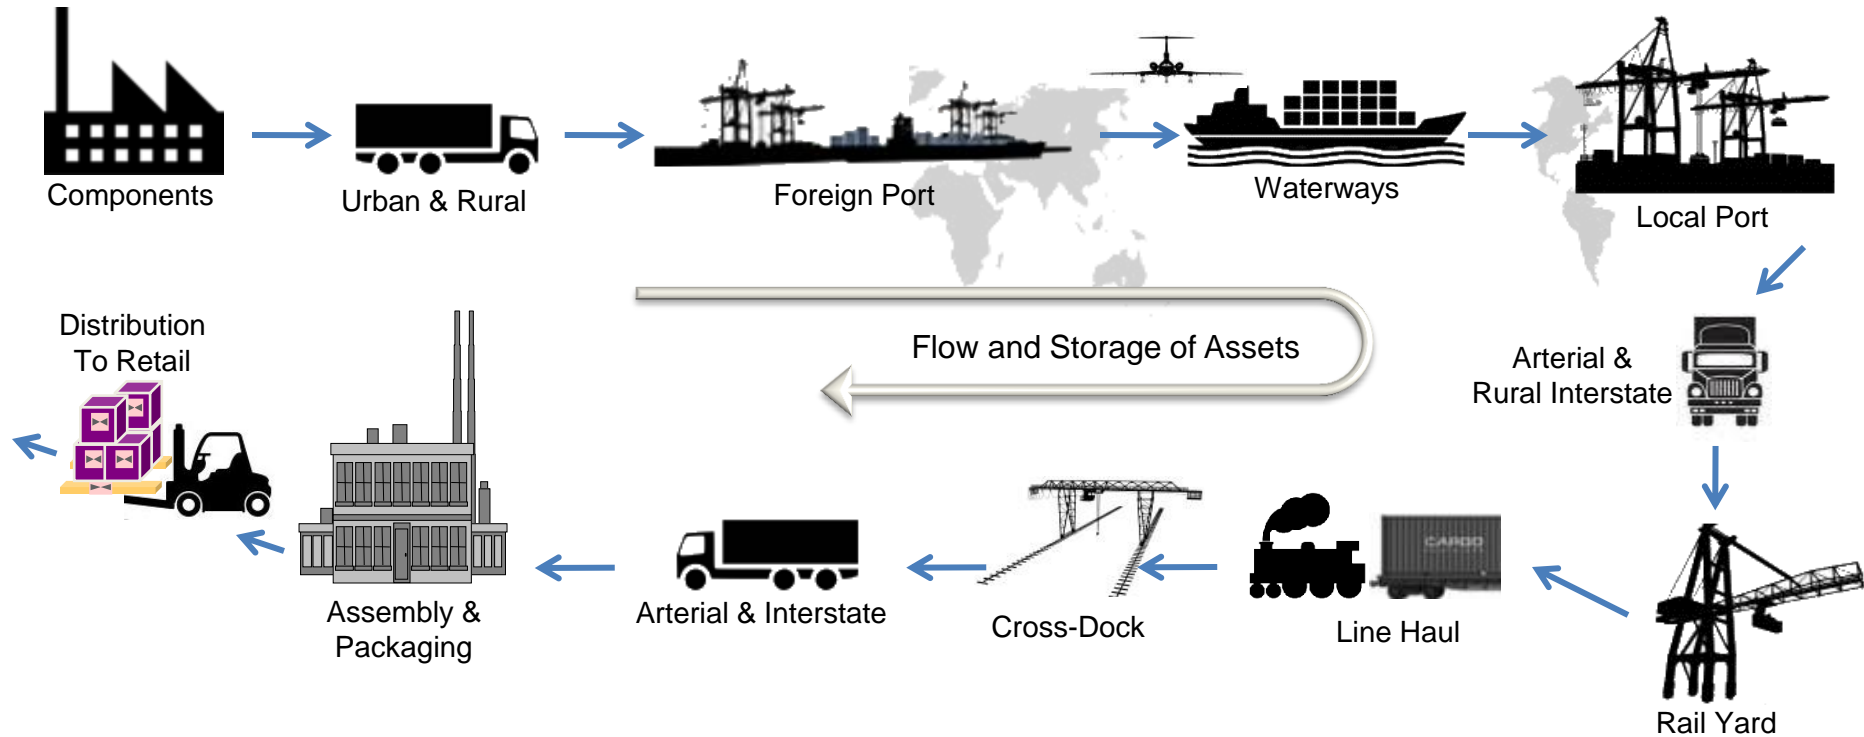 Components
Urban & Rural
Foreign Port
Waterways
Local Port
Distribution
To Retail
Flow and Storage of Assets
Arterial &
Rural Interstate
Assembly &
Packaging
Arterial & Interstate
Cross-Dock
CARGO
Line Haul
Rail Yard